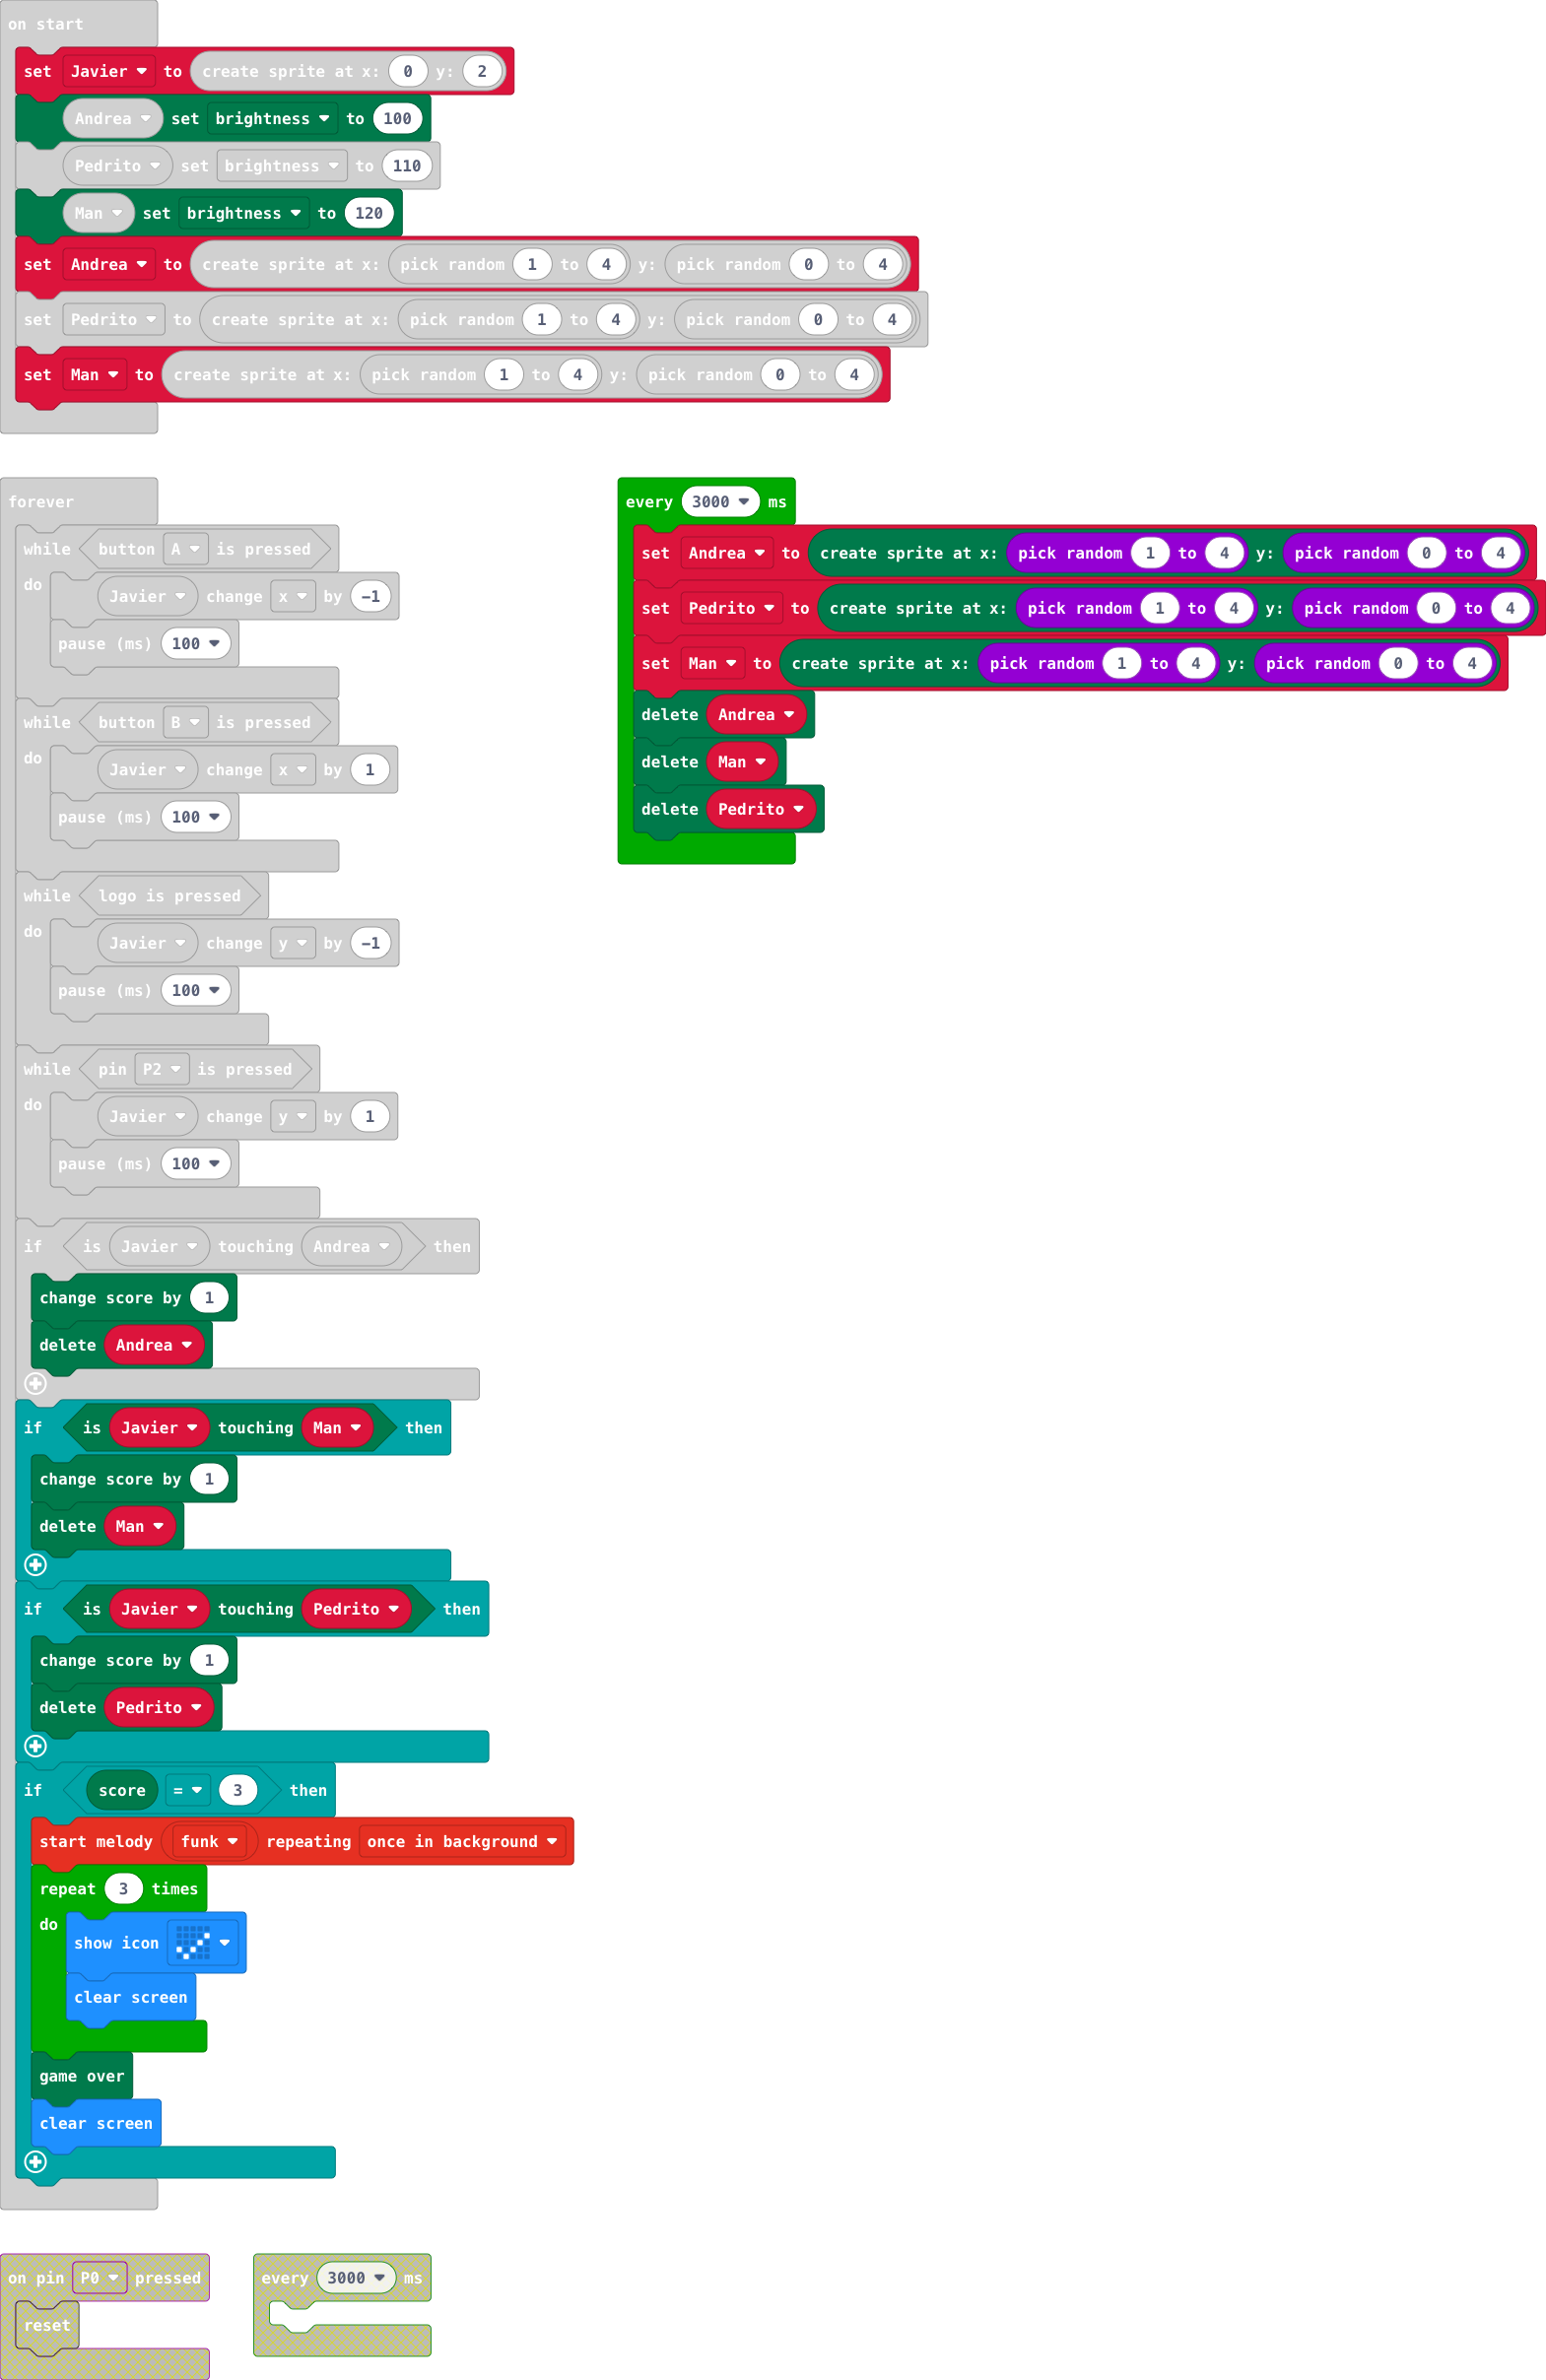 on start
set Javier to create sprite at x: 0 y: 2
Andrea set brightness to 100
Pedrito set brightness to 110
Man set brightness to 120
set Andrea to create sprite at x: pick random 1 to 4 y: pick random 0 to 4
set Pedrito to create sprite at x: pick random 1 to 4 y: pick random 0 to 4
set Man to create sprite at x: pick random 1 to 4 y: pick random 0 to 4
forever
while button A is pressed
do Javier change x by -1
pause (ms) 100
while button B is pressed
do Javier change x by 1
pause (ms) 100
while logo is pressed
do Javier change y by -1
pause (ms) 100
while pin P2 is pressed
do Javier change y by 1
pause (ms) 100
if is Javier touching Andrea then
change score by 1
delete Andrea
if is Javier touching Man then
change score by 1
delete Man
if is Javier touching Pedrito then
change score by 1
delete Pedrito
if score = 3 then
start melody funk repeating once in background
repeat 3 times
do show icon
clear screen
game over
clear screen
every 3000 ms
set Andrea to create sprite at x: pick random 1 to 4 y: pick random 0 to 4
set Pedrito to create sprite at x: pick random 1 to 4 y: pick random 0 to 4
set Man to create sprite at x: pick random 1 to 4 y: pick random 0 to 4
delete Andrea
delete Man
delete Pedrito
on pin P0 pressed
reset
every 3000 ms